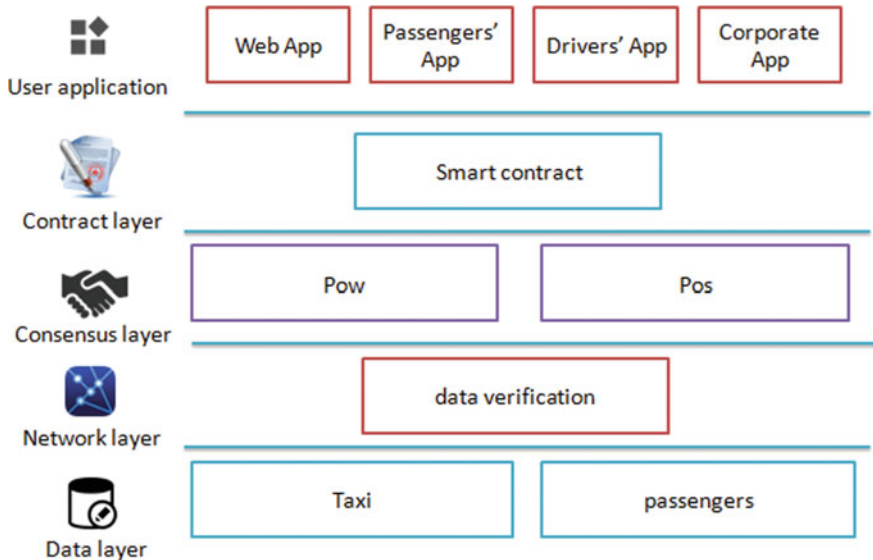 Web App
Passengers’
App
Drivers’ App
Corporate
App
User application
Smart contract
Contract layer
Pow
Pos
Consensus layer
data verification
Network layer
Taxi
passengers
Data layer